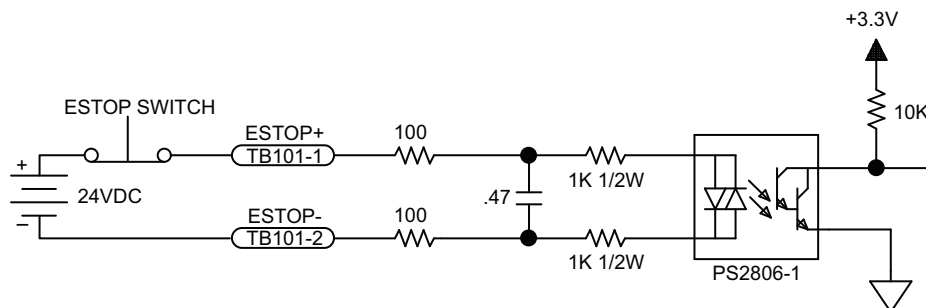 +3.3V
ESTOP SWITCH
10K
ESTOP+
TB101-1
100
1K 1/2W
+
24VDC
−
.47
ESTOP-
TB101-2
100
1K 1/2W
PS2806-1